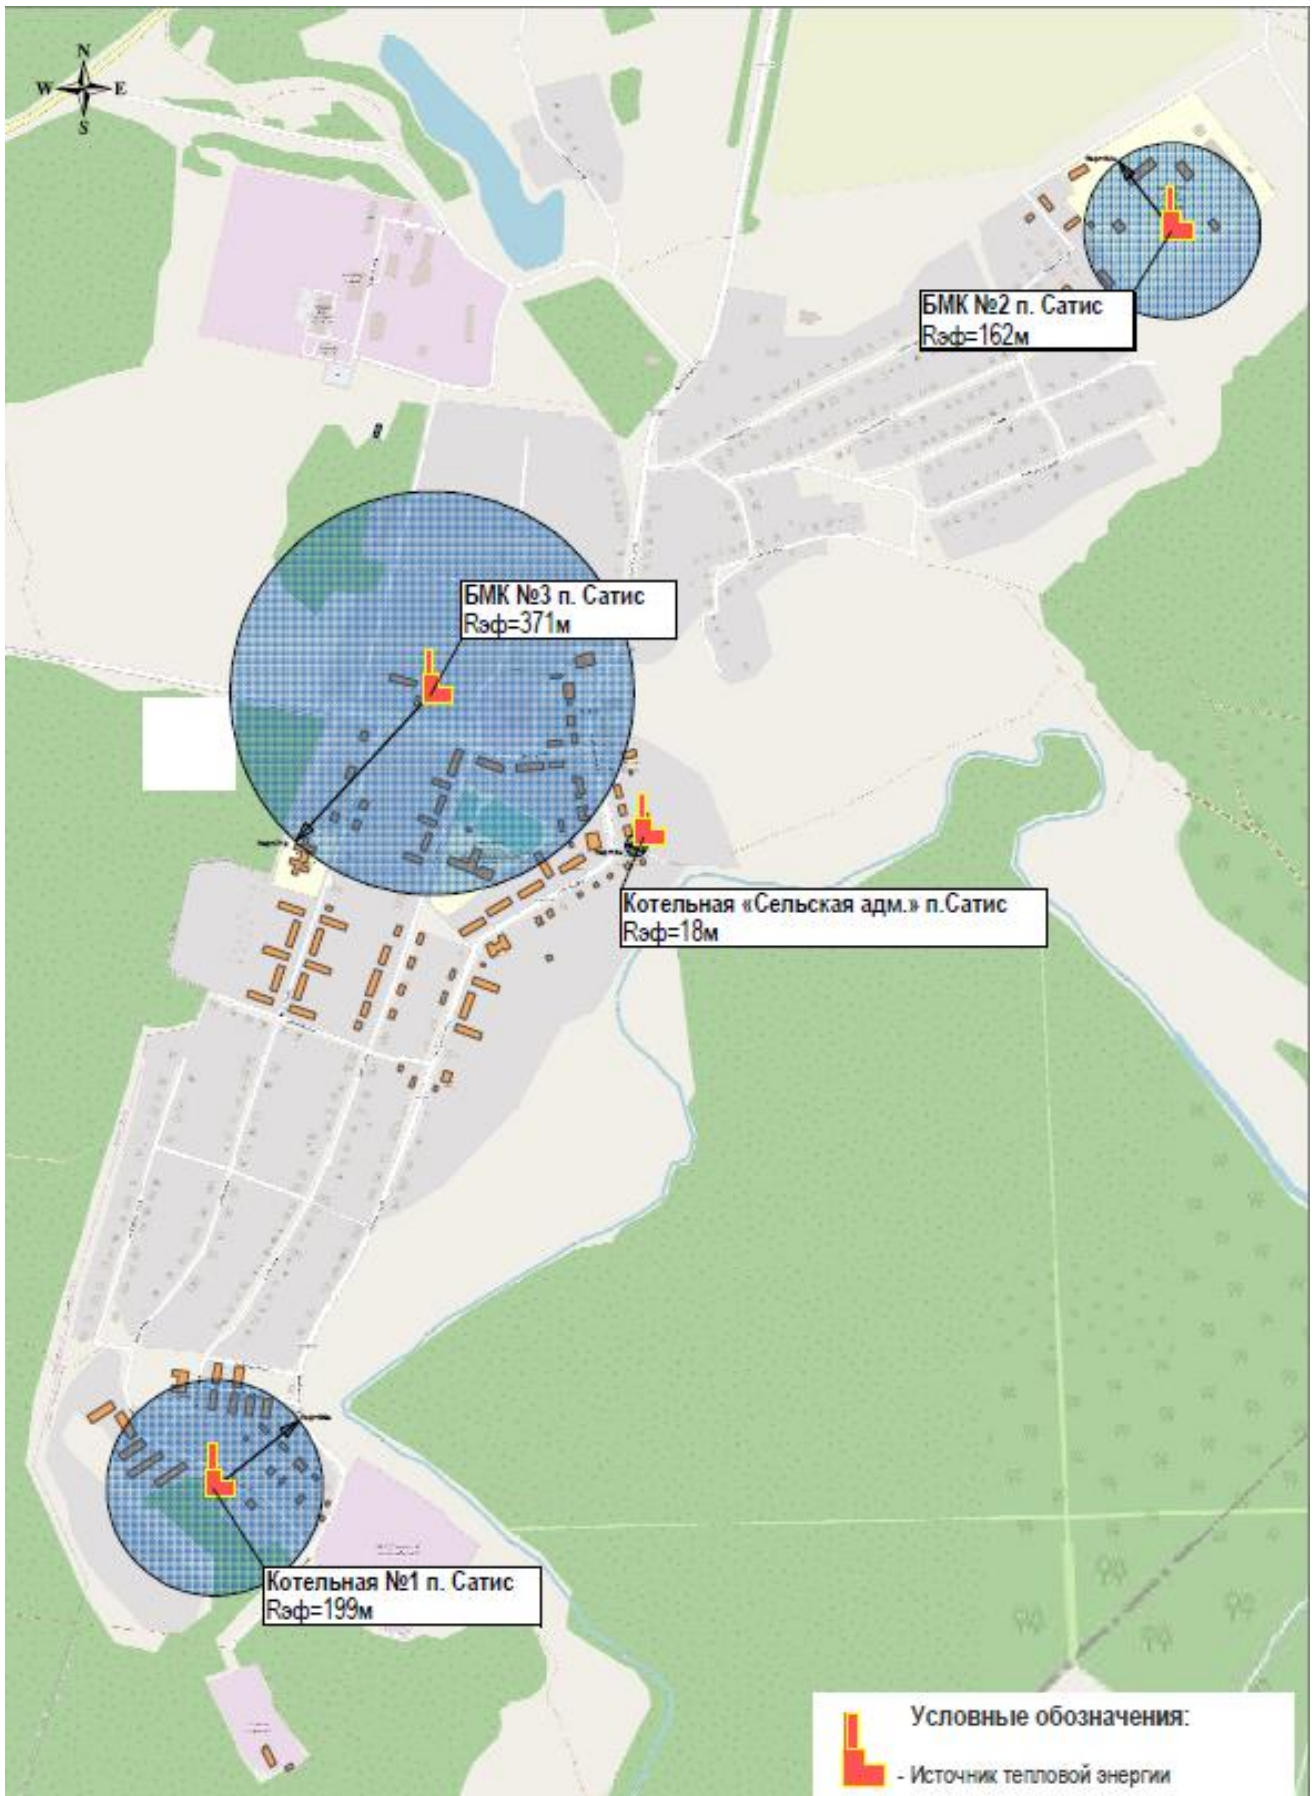 N
W E
S
БМК №2 п. Сатис
Rэф=162м
БМК №3 п. Сатис
Rэф=371м
Котельная «Сельская адм.» п.Сатис
Rэф=18м
Котельная №1 п. Сатис
Rэф=199м
Условные обозначения:
- Источник тепловой энергии